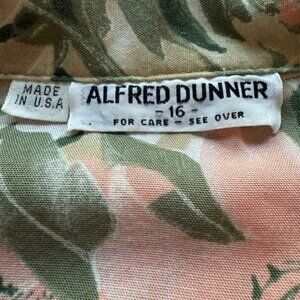 MADE
IN U.S.A
ALFRED DUNNER
- 16 -
FOR CARE - SEE OVER